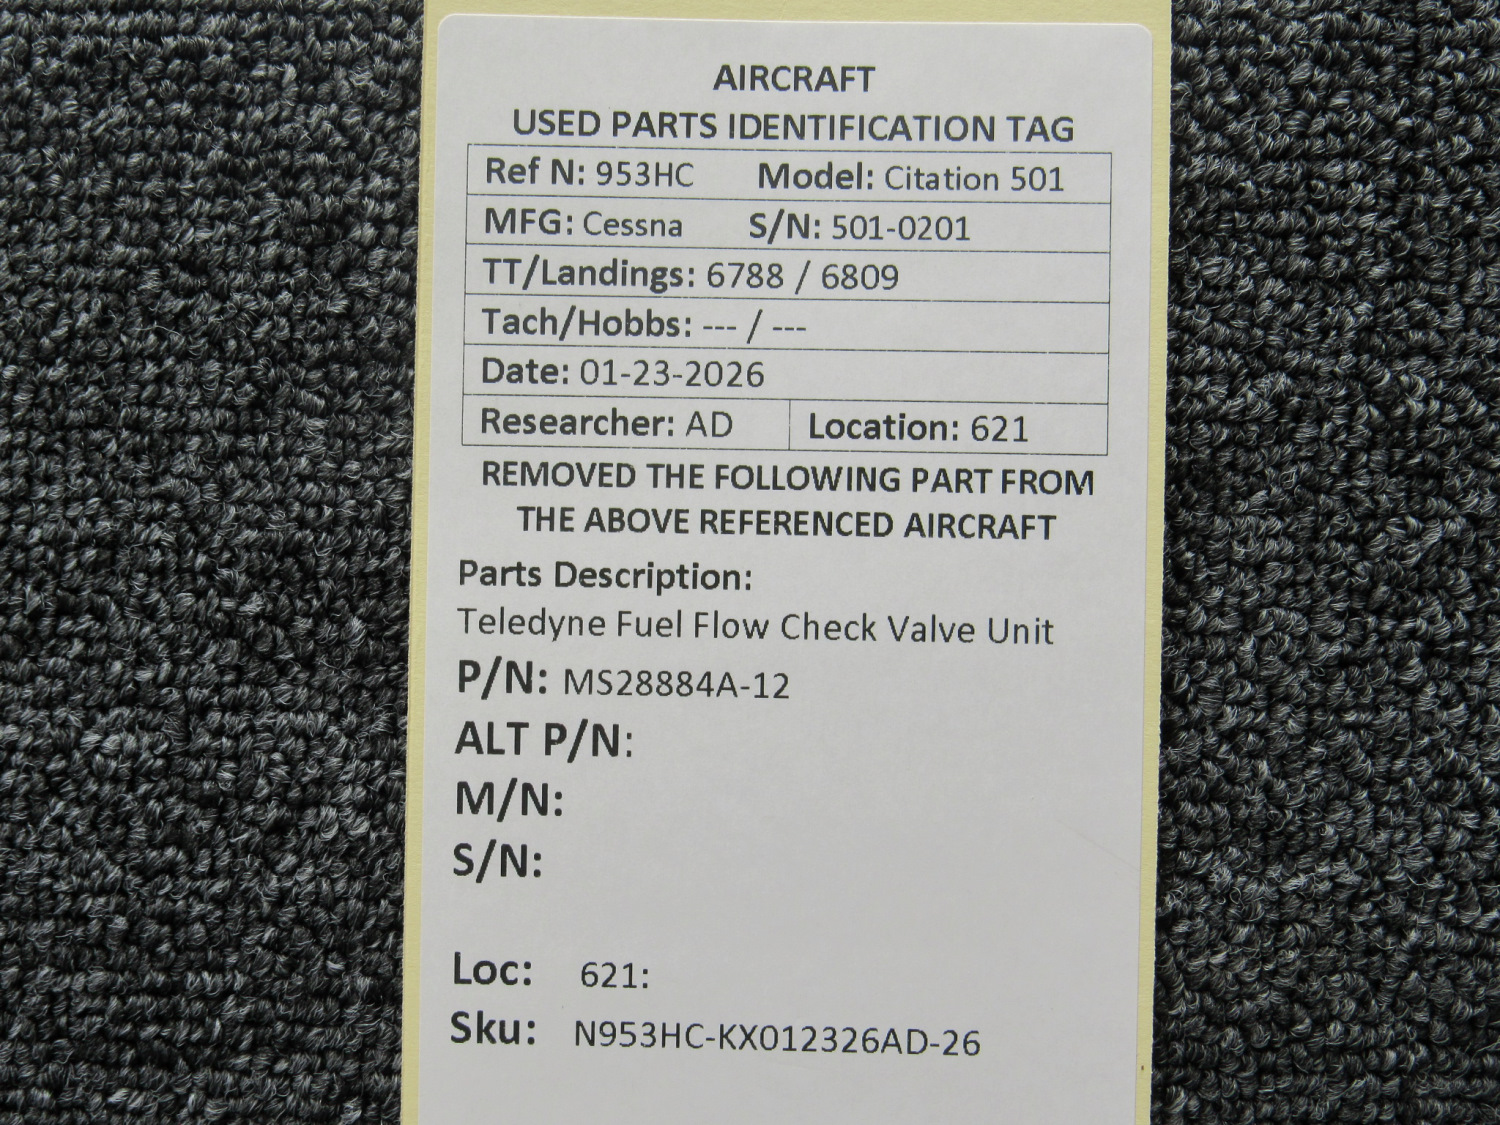 AIRCRAFT
USED PARTS IDENTIFICATION TAG
Ref N: 953HC Model: Citation 501
MFG: Cessna S/N: 501-0201
TT/Landings: 6788 / 6809
Tach/Hobbs: --- / ---
Date: 01-23-2026
Researcher: AD Location: 621
REMOVED THE FOLLOWING PART FROM
THE ABOVE REFERENCED AIRCRAFT
Parts Description:
Teledyne Fuel Flow Check Valve Unit
P/N: MS28884A-12
ALT P/N:
M/N:
S/N:
Loc: 621:
Sku: N953HC-KX012326AD-26